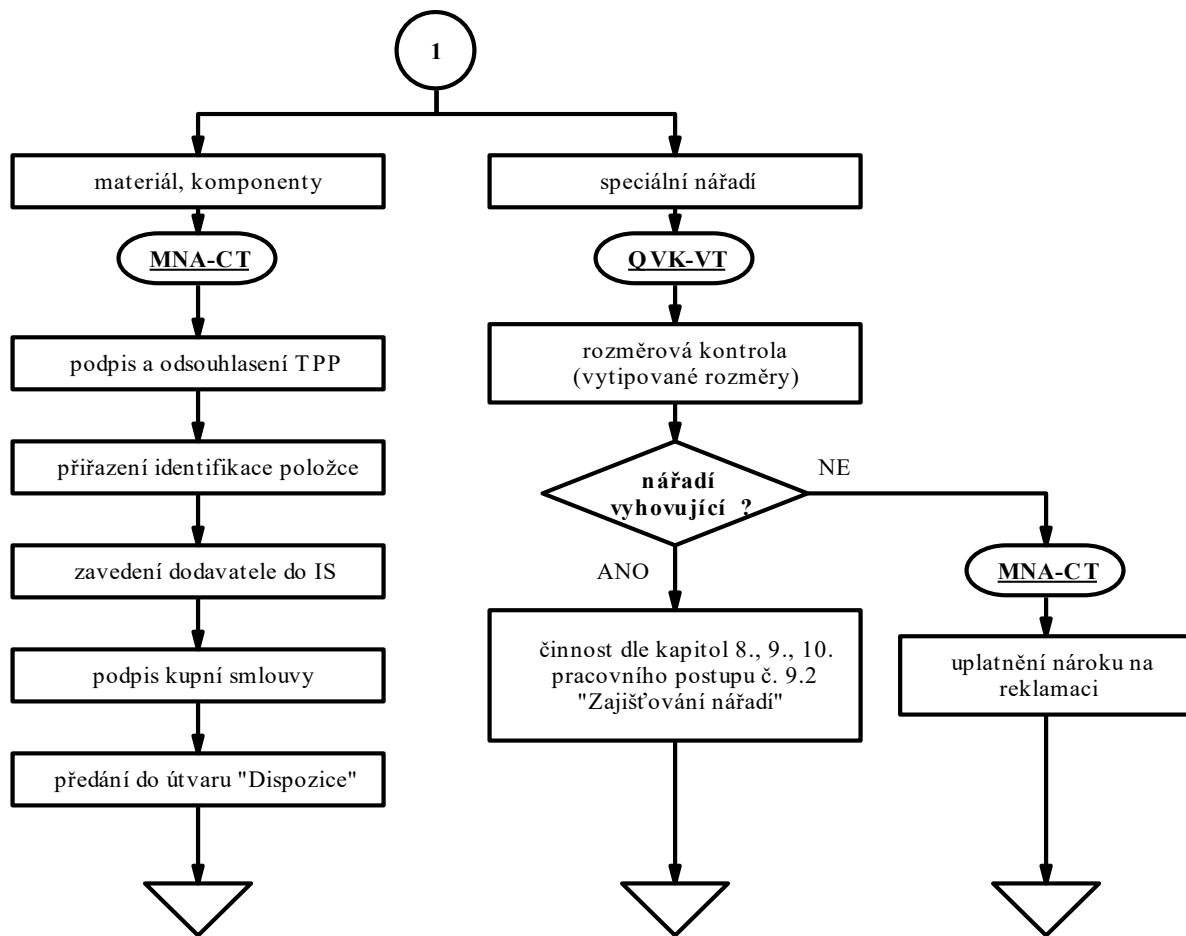 1
materiál, komponenty
MNA-CT
podpis a odsouhlasení TPP
přiřazení identifikace položce
zavedení dodavatele do IS
podpis kupní smlouvy
předání do útvaru "Dispozice"
speciální nářadí
QVK-VT
rozměrová kontrola
(vytipované rozměry)
nářadí
vyhovující ?
NE
ANO
činnost dle kapitol 8., 9., 10.
pracovního postupu č. 9.2
"Zajišťování nářadí"
MNA-CT
uplatnění nároku na
reklamaci